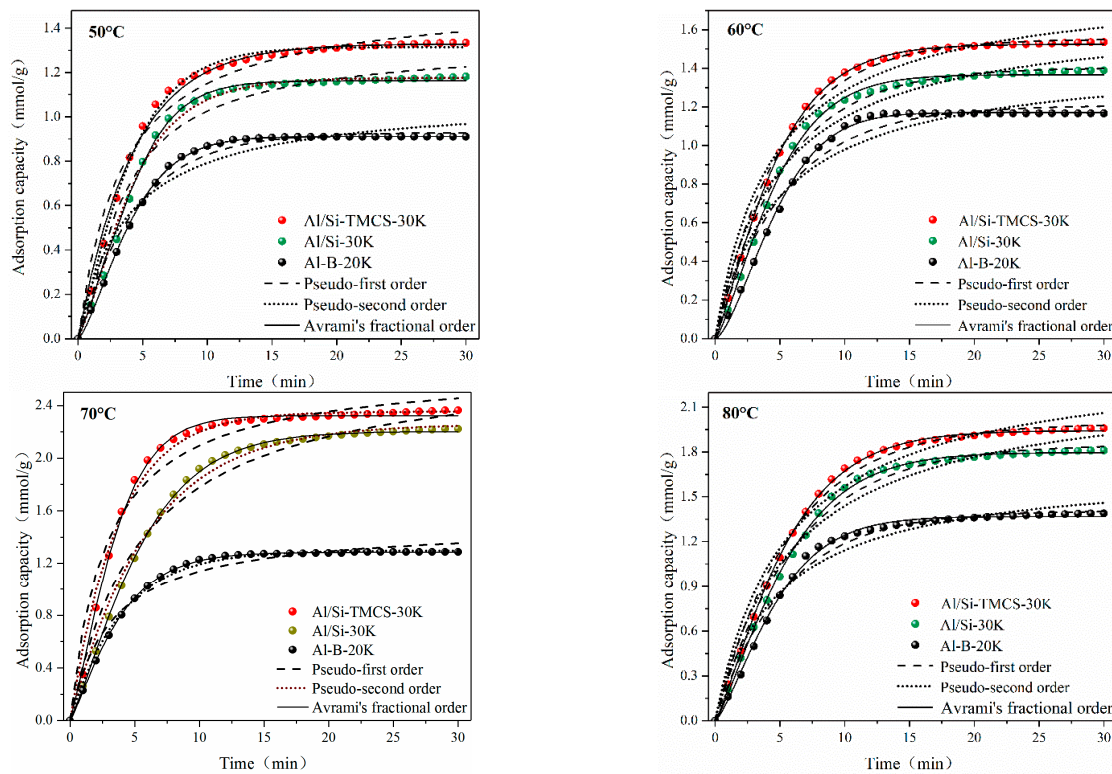 50°C
Adsorption capacity（mmol/g）
1.4
1.2
1.0
0.8
0.6
0.4
0.2
0.0
Al/Si-TMCS-30K
Al/Si-30K
Al-B-20K
Pseudo-first order
Pseudo-second order
Avrami's fractional order
0 5 10 15 20 25 30
Time（min）
60°C
Adsorption capacity（mmol/g）
1.6
1.4
1.2
1.0
0.8
0.6
0.4
0.2
0.0
Al/Si-TMCS-30K
Al/Si-30K
Al-B-20K
Pseudo-first order
Pseudo-second order
Avrami's fractional order
0 5 10 15 20 25 30
Time（min）
70°C
Adsorption capacity（mmol/g）
2.4
2.0
1.6
1.2
0.8
0.4
0.0
Al/Si-TMCS-30K
Al/Si-30K
Al-B-20K
Pseudo-first order
Pseudo-second order
Avrami's fractional order
0 5 10 15 20 25 30
Time（min）
80°C
Adsorption capacity（mmol/g）
2.1
1.8
1.5
1.2
0.9
0.6
0.3
0.0
Al/Si-TMCS-30K
Al/Si-30K
Al-B-20K
Pseudo-first order
Pseudo-second order
Avrami's fractional order
0 5 10 15 20 25 30
Time（min）